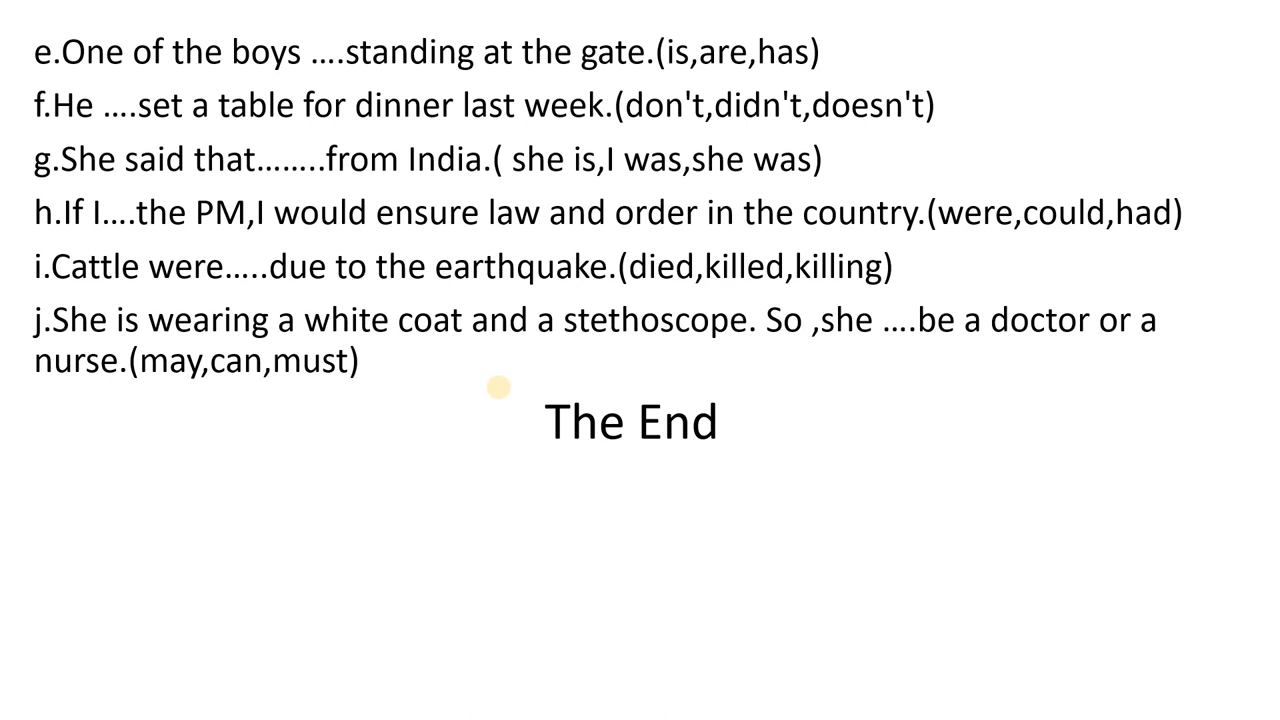 e.One of the boys ….standing at the gate.(is,are,has)
f.He ….set a table for dinner last week.(don't,didn't,doesn't)
g.She said that……..from India.( she is,I was,she was)
h.If I….the PM,I would ensure law and order in the country.(were,could,had)
i.Cattle were…..due to the earthquake.(died,killed,killing)
j.She is wearing a white coat and a stethoscope. So ,she ….be a doctor or a
nurse.(may,can,must)
The End